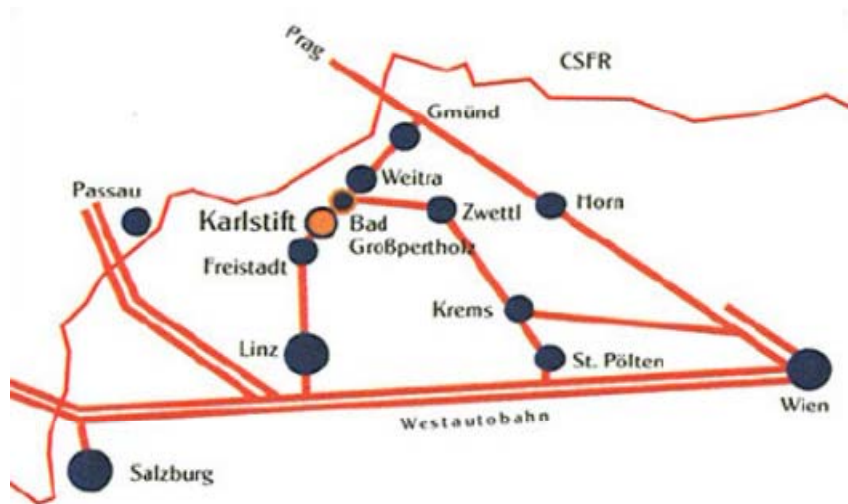 Prag
CSFR
Gmünd
Weitra
Passau
Karlstift
Bad
Großpertholz
Zwettl
Horn
Freistadt
Krems
Linz
St. Pölten
Wien
Westautobahn
Salzburg